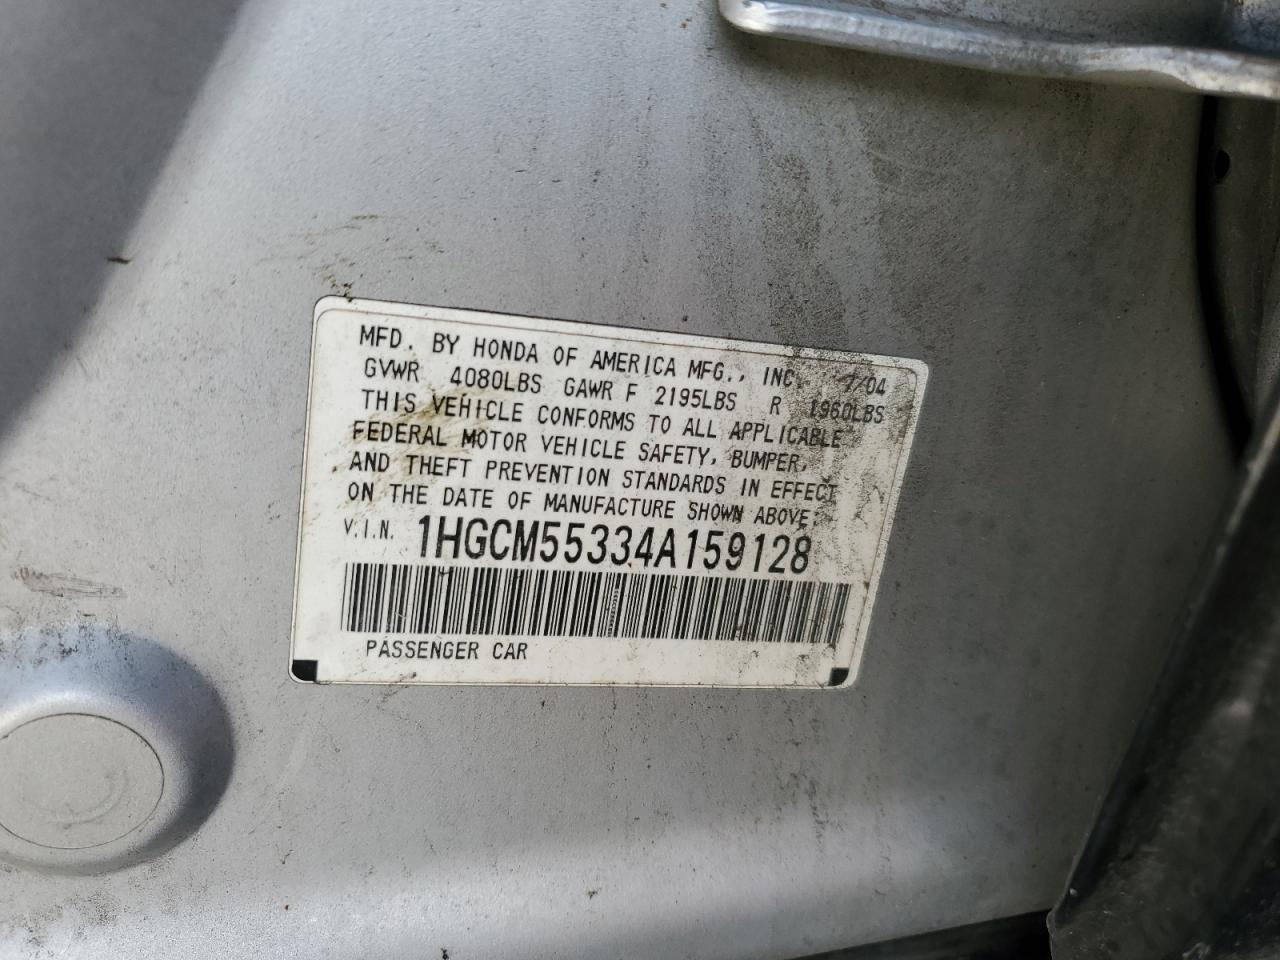 MFD. BY HONDA OF AMERICA MFG., INC. 7/04
GVWR 4080LBS GAWR F 2195LBS R 1960LBS
THIS VEHICLE CONFORMS TO ALL APPLICABLE
FEDERAL MOTOR VEHICLE SAFETY, BUMPER,
AND THEFT PREVENTION STANDARDS IN EFFECT
ON THE DATE OF MANUFACTURE SHOWN ABOVE:
V.I.N. 1HGCM55334A159128
PASSENGER CAR